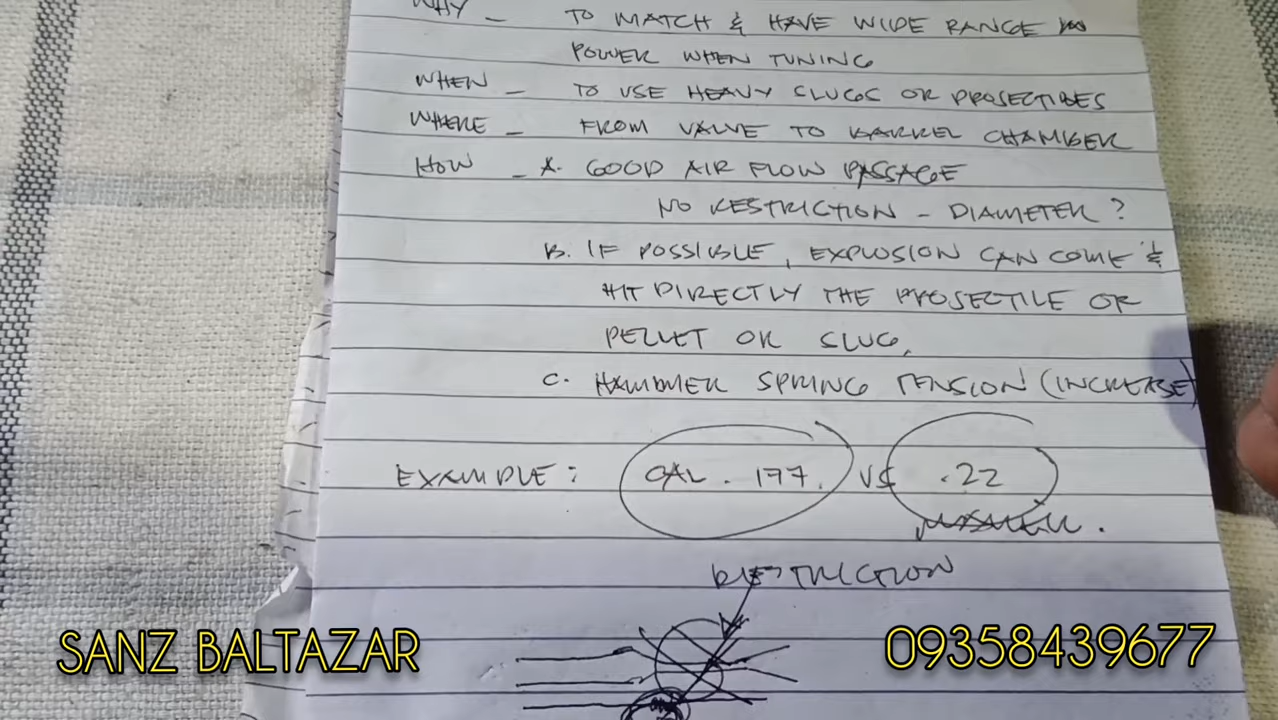 WHY - TO MATCH & HAVE WIDE RANGE
POWER WHEN TUNING
WHEN - TO USE HEAVY SLUGS OR PROJECTILES
WHERE - FROM VALVE TO BARREL CHAMBER
HOW - A. GOOD AIR FLOW PASSAGE
NO RESTRICTION - DIAMETER?
B. IF POSSIBLE, EXPLOSION CAN COME &
HIT DIRECTLY THE PROJECTILE OR
PELLET OR SLUG.
C. HAMMER SPRING TENSION (INCREASE)
EXAMPLE: CAL. 177. VS .22
RESTRICTION
SANZ BALTAZAR 09358439677